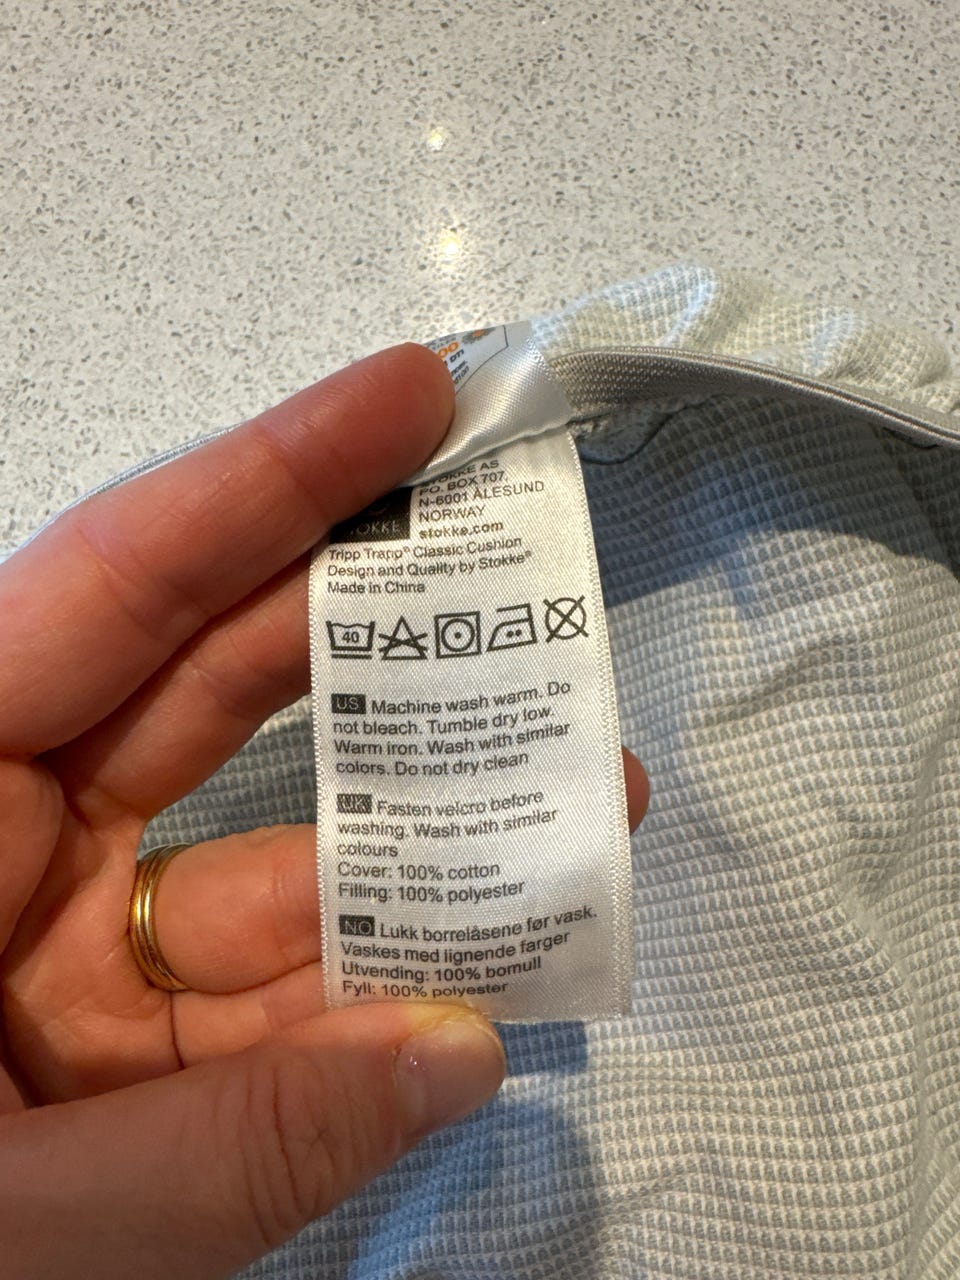 00
STOKKE AS
PO. BOX 707,
N-6001 ÅLESUND
NORWAY
STOKKE
stokke.com
Tripp Trapp® Classic Cushion
Design and Quality by Stokke®
Made in China
40
US Machine wash warm. Do
not bleach. Tumble dry low.
Warm iron. Wash with similar
colors. Do not dry clean
UK Fasten velcro before
washing. Wash with similar
colours
Cover: 100% cotton
Filling: 100% polyester
NO Lukk borrelåsene før vask.
Vaskes med lignende farger
Utvending: 100% bomull
Fyll: 100% polyester